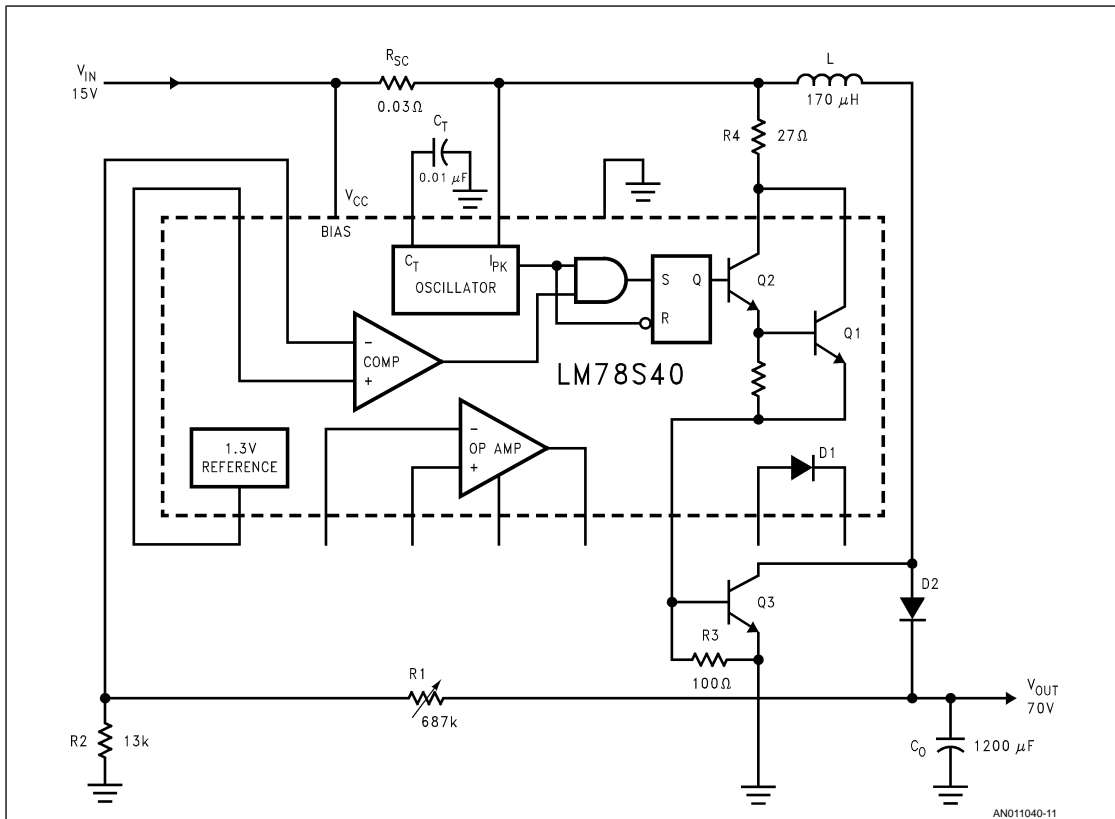 V_IN
15V
R_SC
0.03Ω
L
170 µH
C_T
0.01 µF
R4
27Ω
V_CC
BIAS
C_T
I_PK
OSCILLATOR
S
Q
R
Q2
Q1
-
COMP
+
LM78S40
-
OP AMP
+
1.3V
REFERENCE
D1
Q3
D2
R3
100Ω
R1
687k
V_OUT
70V
R2
13k
C_O
1200 µF
AN011040-11